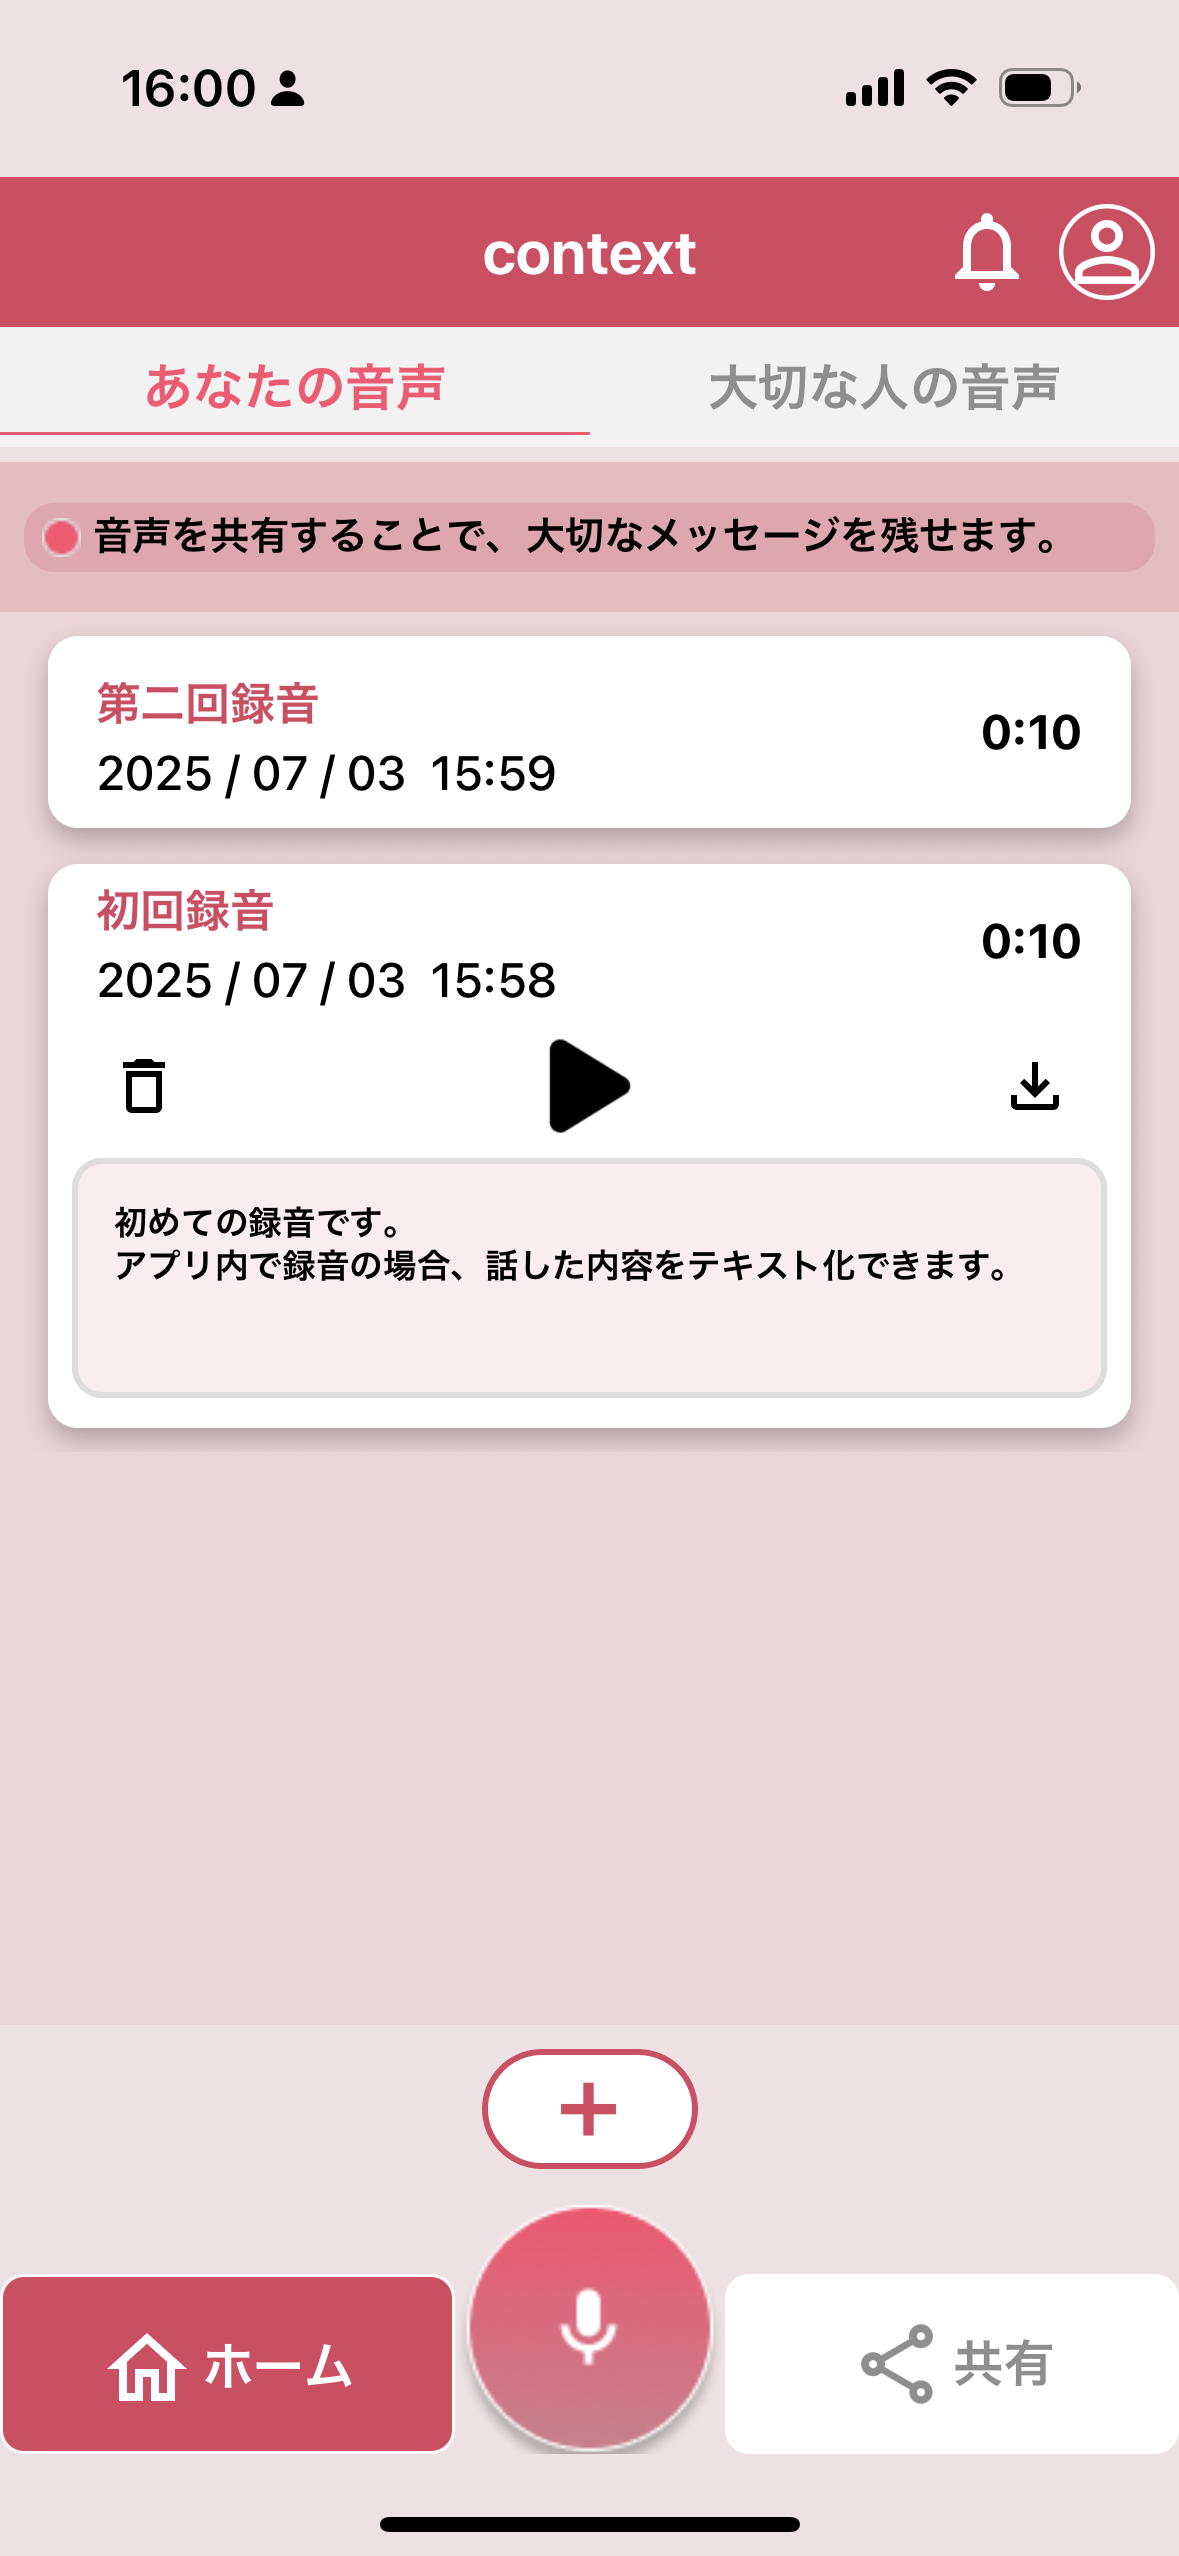 16:00
context
あなたの音声
大切な人の音声
音声を共有することで、大切なメッセージを残せます。
第二回録音
0:10
2025 / 07 / 03 15:59
初回録音
0:10
2025 / 07 / 03 15:58
初めての録音です。
アプリ内で録音の場合、話した内容をテキスト化できます。
ホーム
共有